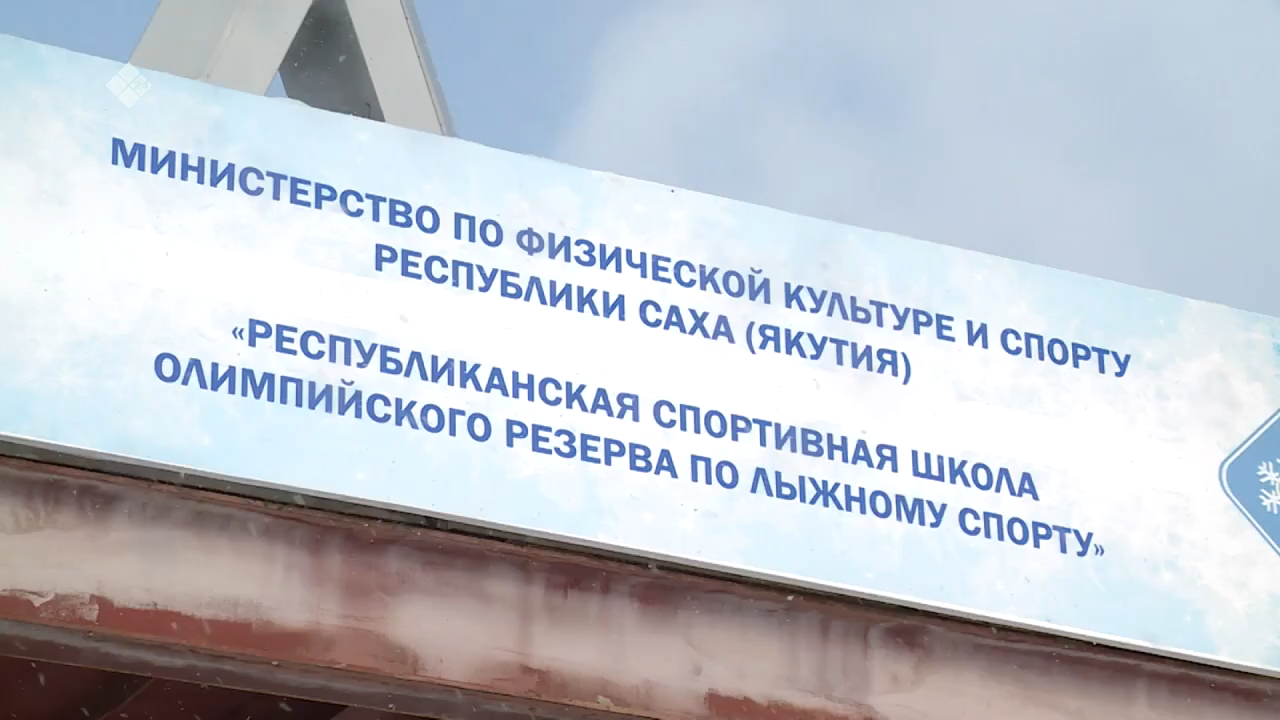 МИНИСТЕРСТВО ПО ФИЗИЧЕСКОЙ КУЛЬТУРЕ И СПОРТУ
РЕСПУБЛИКИ САХА (ЯКУТИЯ)
«РЕСПУБЛИКАНСКАЯ СПОРТИВНАЯ ШКОЛА
ОЛИМПИЙСКОГО РЕЗЕРВА ПО ЛЫЖНОМУ СПОРТУ»